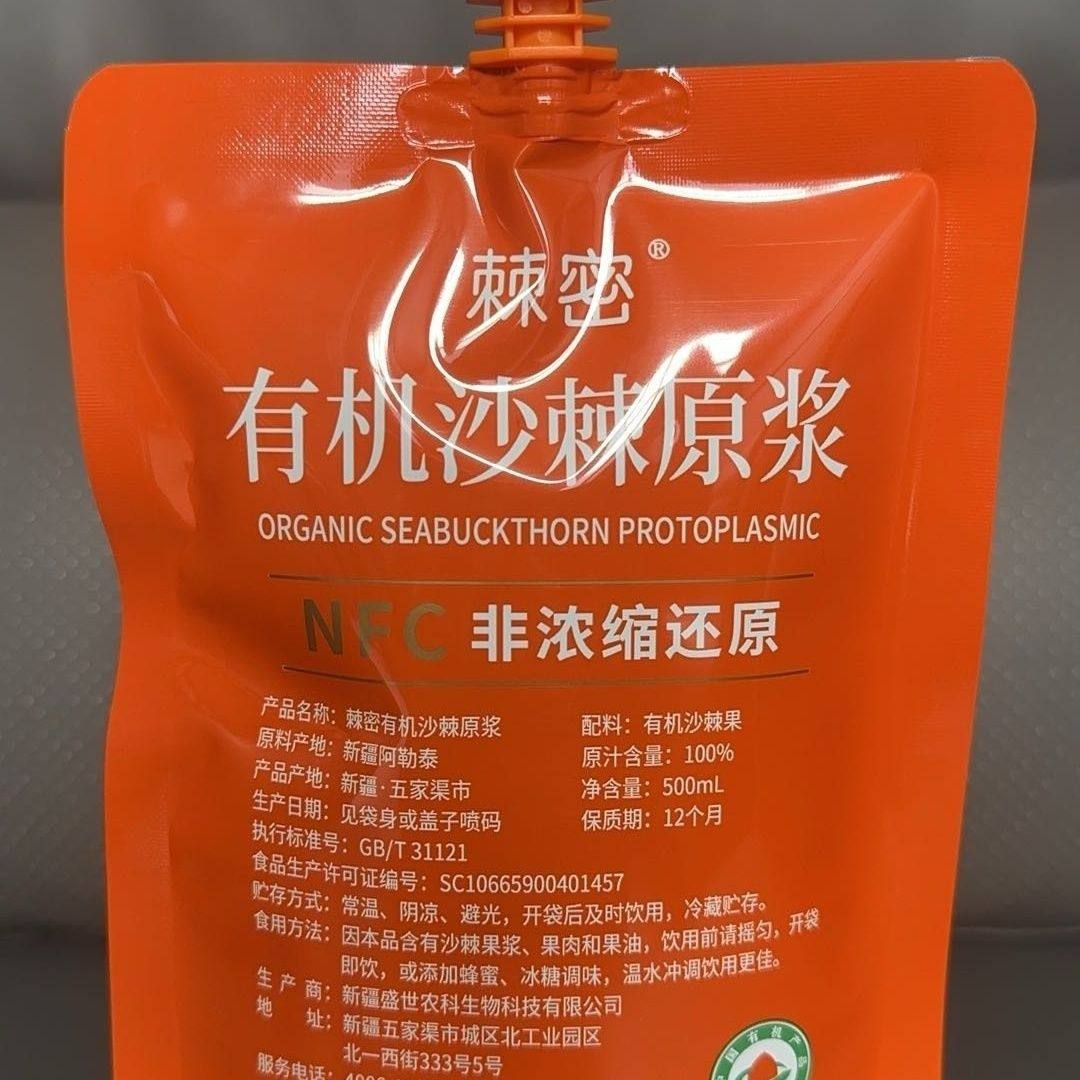 棘密®
有机沙棘原浆
ORGANIC SEABUCKTHORN PROTOPLASMIC
NFC 非浓缩还原
产品名称：棘密有机沙棘原浆
原料产地：新疆阿勒泰
产品产地：新疆·五家渠市
生产日期：见袋身或盖子喷码
配料：有机沙棘果
原汁含量：100%
净含量：500mL
保质期：12个月
执行标准号：GB/T 31121
食品生产许可证编号：SC10665900401457
贮存方式：常温、阴凉、避光，开袋后及时饮用，冷藏贮存。
食用方法：因本品含有沙棘果浆、果肉和果油，饮用前请摇匀，开袋
即饮，或添加蜂蜜、冰糖调味，温水冲调饮用更佳。
生产商：新疆盛世农科生物科技有限公司
地址：新疆五家渠市城区北工业园区
北一西街333号5号
服务电话：
国有机产品